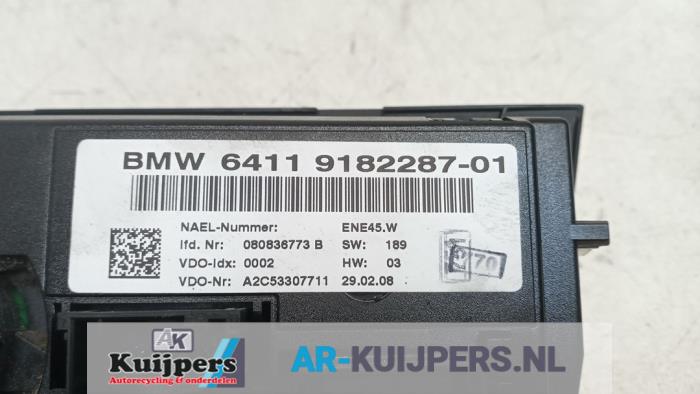 BMW 6411 9182287-01
NAEL-Nummer: ENE45.W
lfd. Nr: 080836773 B SW: 189
VDO-Idx: 0002 HW: 03
VDO-Nr: A2C53307711 29.02.08
70
AK
Kuijpers
Autorecycling & onderdelen
AR-KUIJPERS.NL